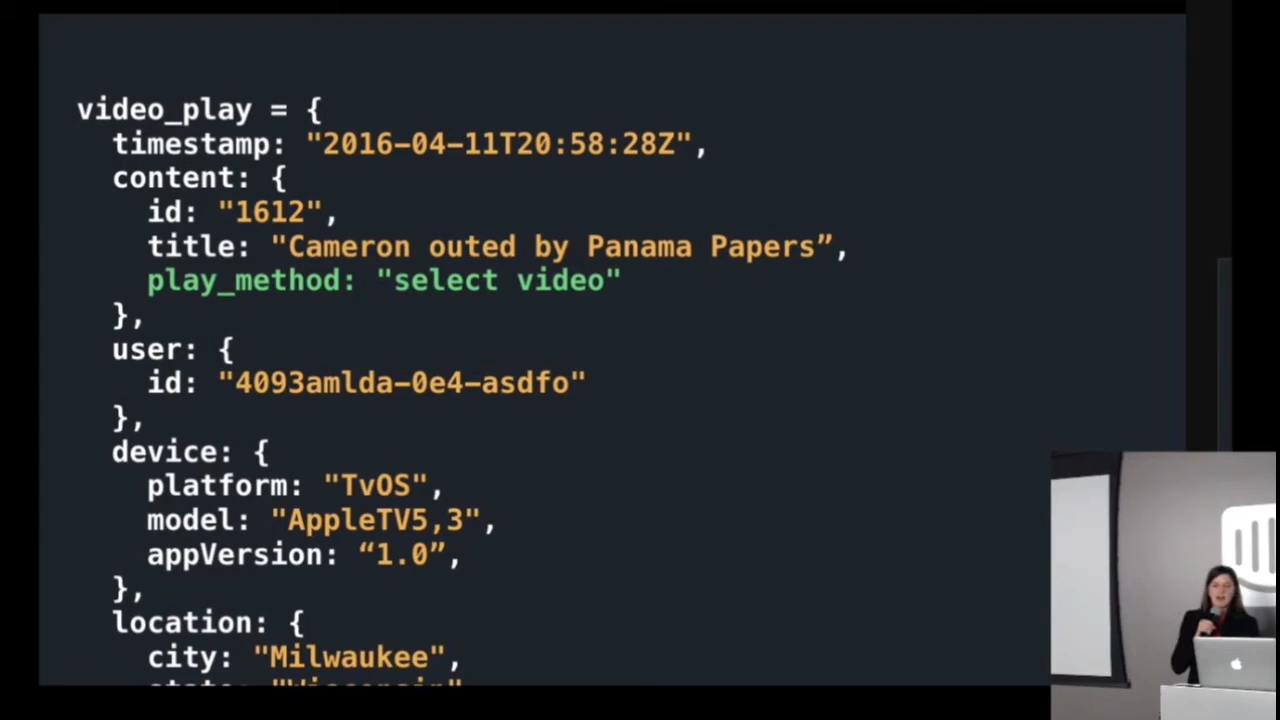 video_play = {
timestamp: "2016-04-11T20:58:28Z",
content: {
id: "1612",
title: "Cameron outed by Panama Papers”,
play_method: "select video"
},
user: {
id: "4093amlda-0e4-asdfo"
},
device: {
platform: "TvOS",
model: "AppleTV5,3",
appVersion: “1.0”,
},
location: {
city: "Milwaukee",